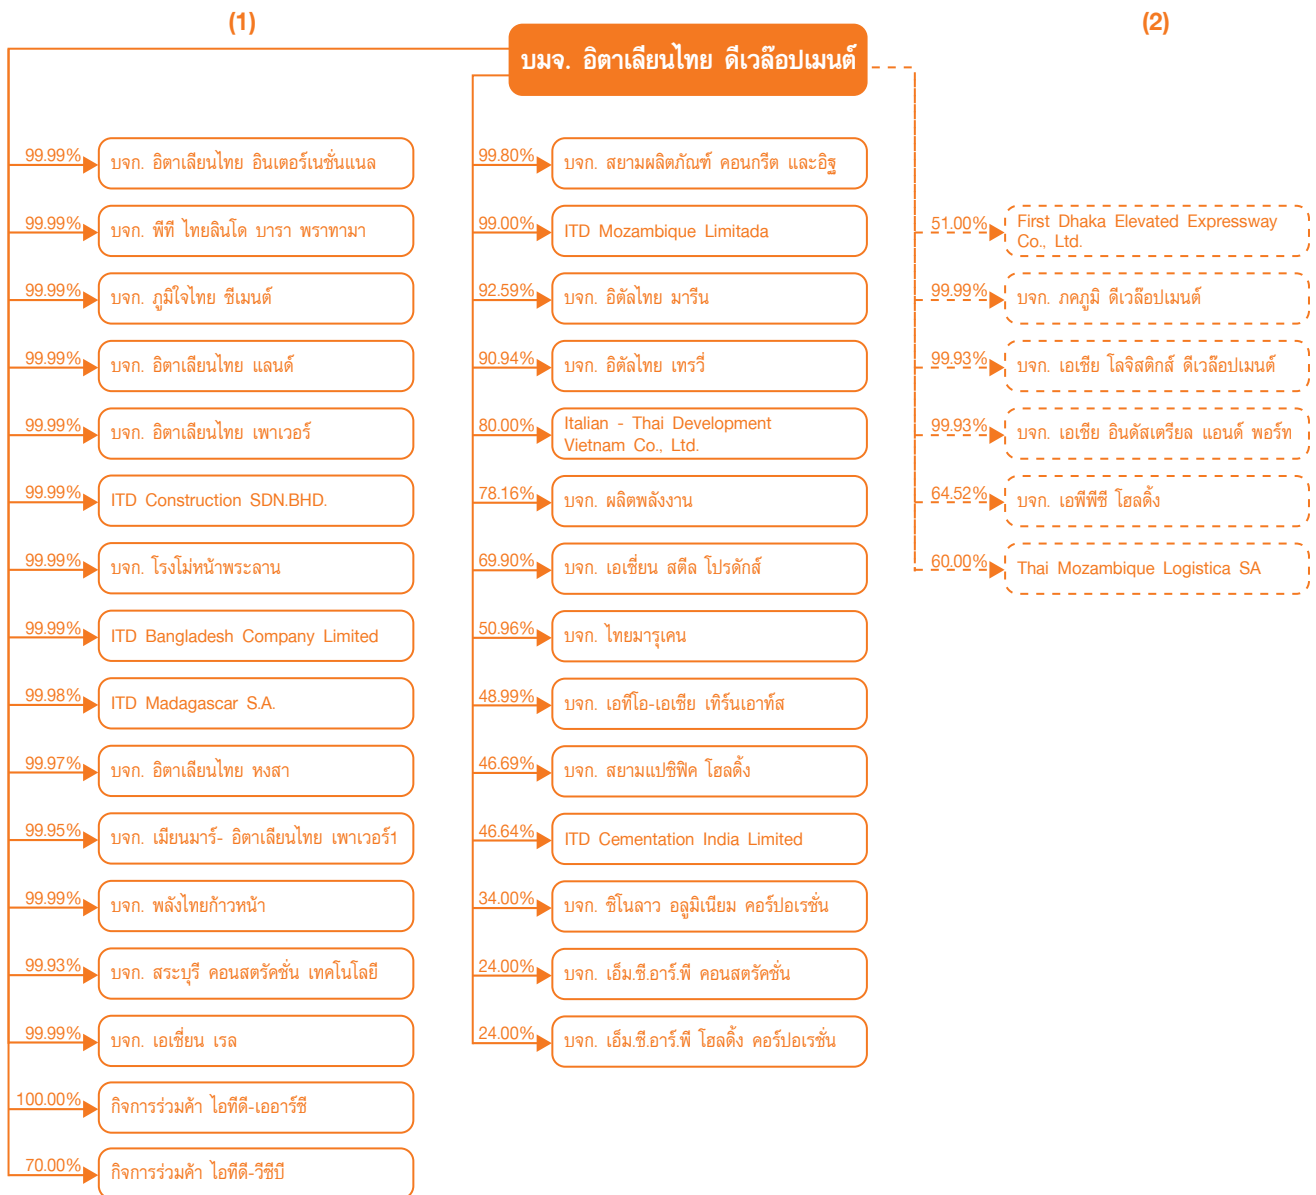 (1)
(2)
บมจ. อิตาเลียนไทย ดีเวล๊อปเมนต์
99.99%
บจก. อิตาเลียนไทย อินเตอร์เนชั่นแนล
99.99%
บจก. พีที ไทยลินโด บารา พราทามา
99.99%
บจก. ภูมิใจไทย ซีเมนต์
99.99%
บจก. อิตาเลียนไทย แลนด์
99.99%
บจก. อิตาเลียนไทย เพาเวอร์
99.99%
ITD Construction SDN.BHD.
99.99%
บจก. โรงโม่หน้าพระลาน
99.99%
ITD Bangladesh Company Limited
99.98%
ITD Madagascar S.A.
99.97%
บจก. อิตาเลียนไทย หงสา
99.95%
บจก. เมียนมาร์- อิตาเลียนไทย เพาเวอร์1
99.99%
บจก. พลังไทยก้าวหน้า
99.93%
บจก. สระบุรี คอนสตรัคชั่น เทคโนโลยี
99.99%
บจก. เอเชี่ยน เรล
100.00%
กิจการร่วมค้า ไอทีดี-เออาร์ซี
70.00%
กิจการร่วมค้า ไอทีดี-วีซีบี
99.80%
บจก. สยามผลิตภัณฑ์ คอนกรีต และอิฐ
99.00%
ITD Mozambique Limitada
92.59%
บจก. อิตัลไทย มารีน
90.94%
บจก. อิตัลไทย เทรวี่
80.00%
Italian - Thai Development
Vietnam Co., Ltd.
78.16%
บจก. ผลิตพลังงาน
69.90%
บจก. เอเชี่ยน สตีล โปรดักส์
50.96%
บจก. ไทยมารุเคน
48.99%
บจก. เอทีโอ-เอเชีย เทิร์นเอาท์ส
46.69%
บจก. สยามแปซิฟิค โฮลดิ้ง
46.64%
ITD Cementation India Limited
34.00%
บจก. ซิโนลาว อลูมิเนียม คอร์ปอเรชั่น
24.00%
บจก. เอ็ม.ซี.อาร์.พี คอนสตรัคชั่น
24.00%
บจก. เอ็ม.ซี.อาร์.พี โฮลดิ้ง คอร์ปอเรชั่น
51.00%
First Dhaka Elevated Expressway
Co., Ltd.
99.99%
บจก. ภคภูมิ ดีเวล๊อปเมนต์
99.93%
บจก. เอเชีย โลจิสติกส์ ดีเวล๊อปเมนต์
99.93%
บจก. เอเชีย อินดัสเตรียล แอนด์ พอร์ท
64.52%
บจก. เอพีพีซี โฮลดิ้ง
60.00%
Thai Mozambique Logistica SA